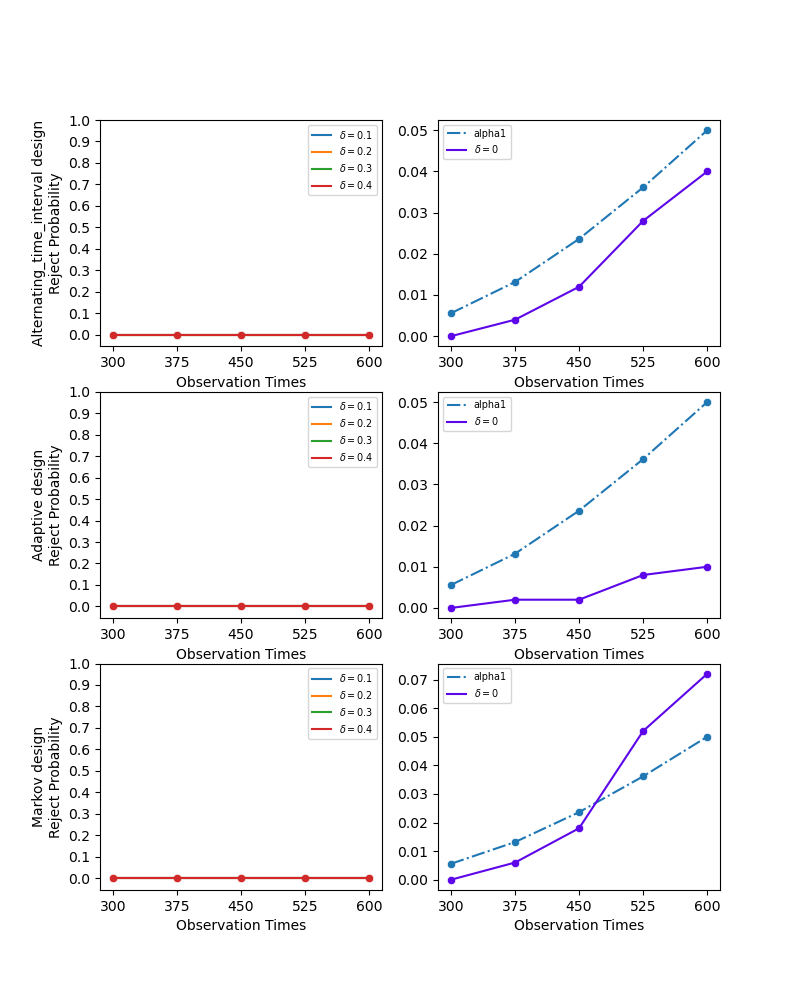 Alternating_time_interval design
Reject Probability
1.0
0.9
0.8
0.7
0.6
0.5
0.4
0.3
0.2
0.1
0.0
δ = 0.1
δ = 0.2
δ = 0.3
δ = 0.4
300 375 450 525 600
Observation Times
0.05
0.04
0.03
0.02
0.01
0.00
alpha1
δ = 0
300 375 450 525 600
Observation Times
Adaptive design
Reject Probability
1.0
0.9
0.8
0.7
0.6
0.5
0.4
0.3
0.2
0.1
0.0
δ = 0.1
δ = 0.2
δ = 0.3
δ = 0.4
300 375 450 525 600
Observation Times
0.05
0.04
0.03
0.02
0.01
0.00
alpha1
δ = 0
300 375 450 525 600
Observation Times
Markov design
Reject Probability
1.0
0.9
0.8
0.7
0.6
0.5
0.4
0.3
0.2
0.1
0.0
δ = 0.1
δ = 0.2
δ = 0.3
δ = 0.4
300 375 450 525 600
Observation Times
0.07
0.06
0.05
0.04
0.03
0.02
0.01
0.00
alpha1
δ = 0
300 375 450 525 600
Observation Times